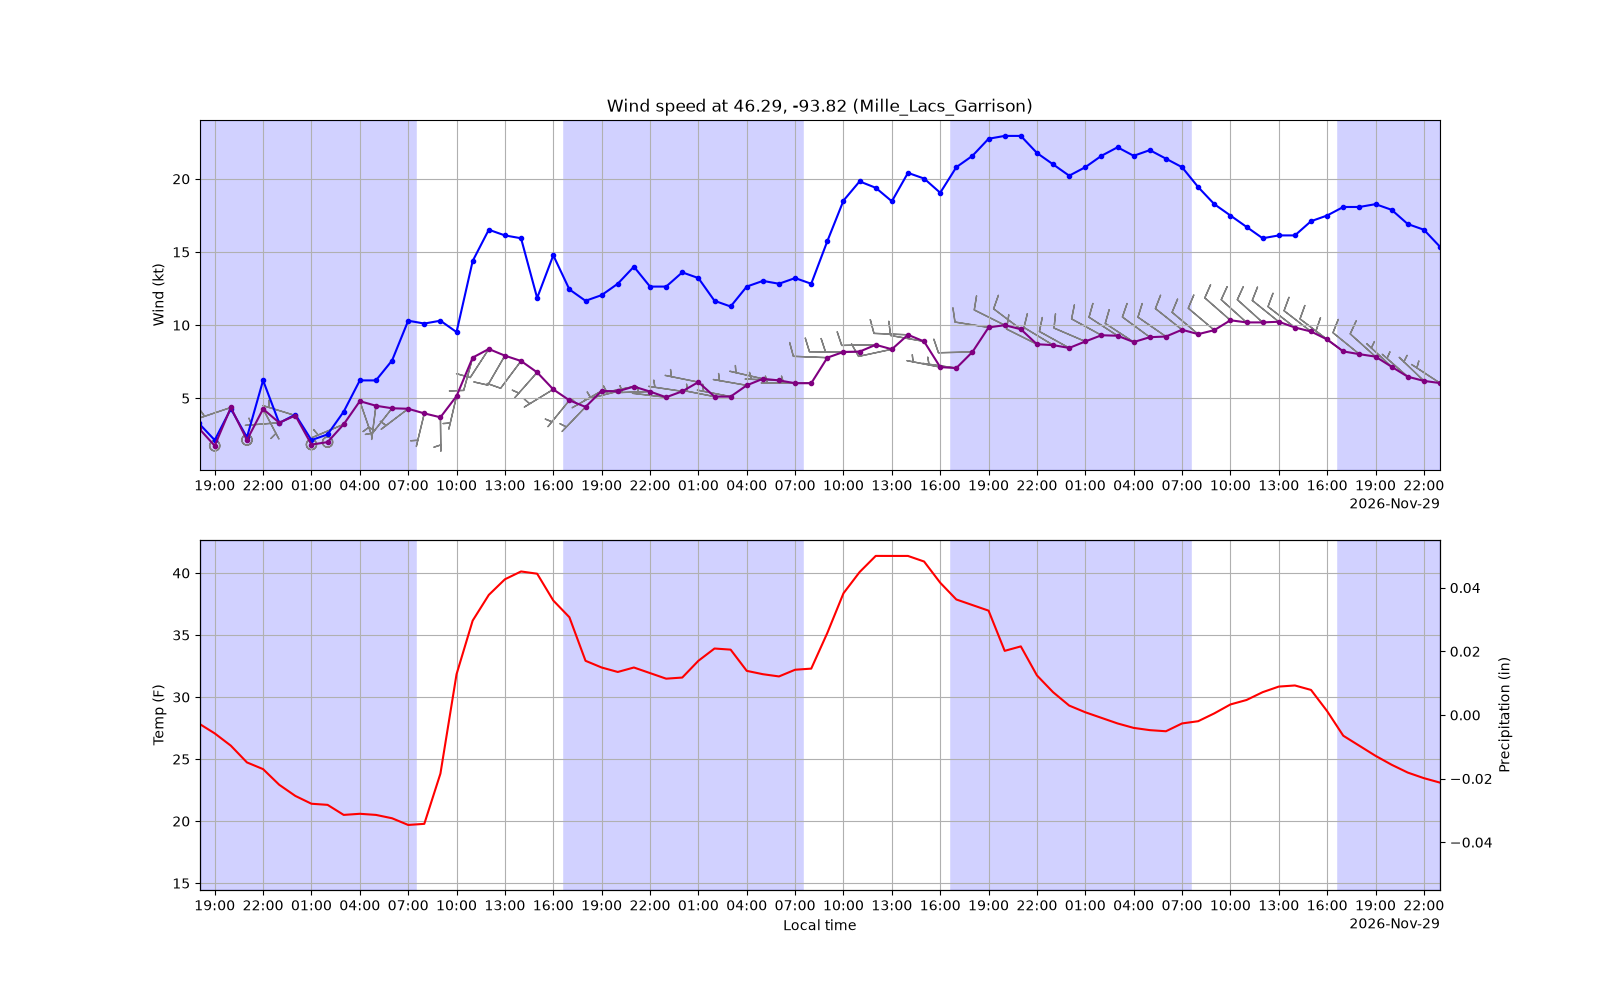 Wind speed at 46.29, -93.82 (Mille_Lacs_Garrison)
Wind (kt)
20
15
10
5
19:00 22:00 01:00 04:00 07:00 10:00 13:00 16:00 19:00 22:00 01:00 04:00 07:00 10:00 13:00 16:00 19:00 22:00 01:00 04:00 07:00 10:00 13:00 16:00 19:00 22:00
2026-Nov-29
Temp (F)
40
35
30
25
20
15
0.04
0.02
0.00
−0.02
−0.04
Precipitation (in)
19:00 22:00 01:00 04:00 07:00 10:00 13:00 16:00 19:00 22:00 01:00 04:00 07:00 10:00 13:00 16:00 19:00 22:00 01:00 04:00 07:00 10:00 13:00 16:00 19:00 22:00
Local time
2026-Nov-29